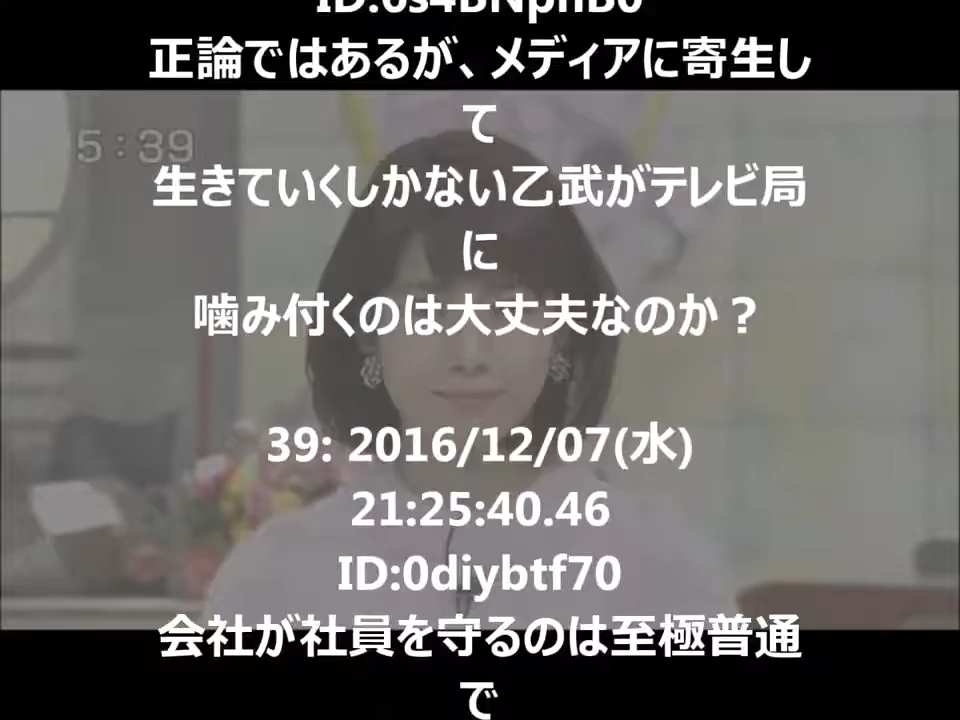 正論ではあるが、メディアに寄生し
て
5:39
生きていくしかない乙武がテレビ局
に
噛み付くのは大丈夫なのか？
39: 2016/12/07(水)
21:25:40.46
ID:0diybtf70
会社が社員を守るのは至極普通
で